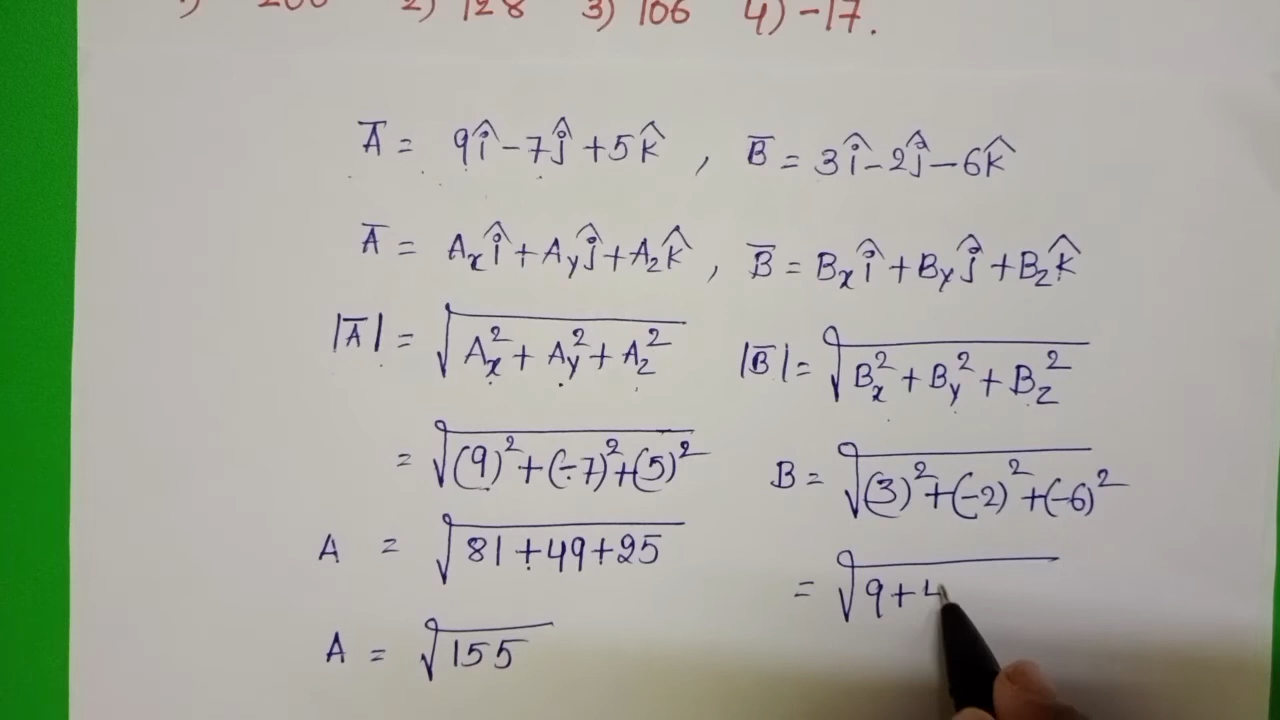 2) 128 3) 106 4) -17.
A̅ = 9î - 7ĵ + 5k̂ , B̅ = 3î - 2ĵ - 6k̂
A̅ = Aₓî + Aᵧĵ + A_zk̂ , B̅ = Bₓî + Bᵧĵ + B_zk̂
|A̅| = √(Aₓ² + Aᵧ² + A_z²) |B̅| = √(Bₓ² + Bᵧ² + B_z²)
= √((9)² + (-7)² + (5)²) B = √((3)² + (-2)² + (-6)²)
A = √(81 + 49 + 25)
= √(9 + 4
A = √155